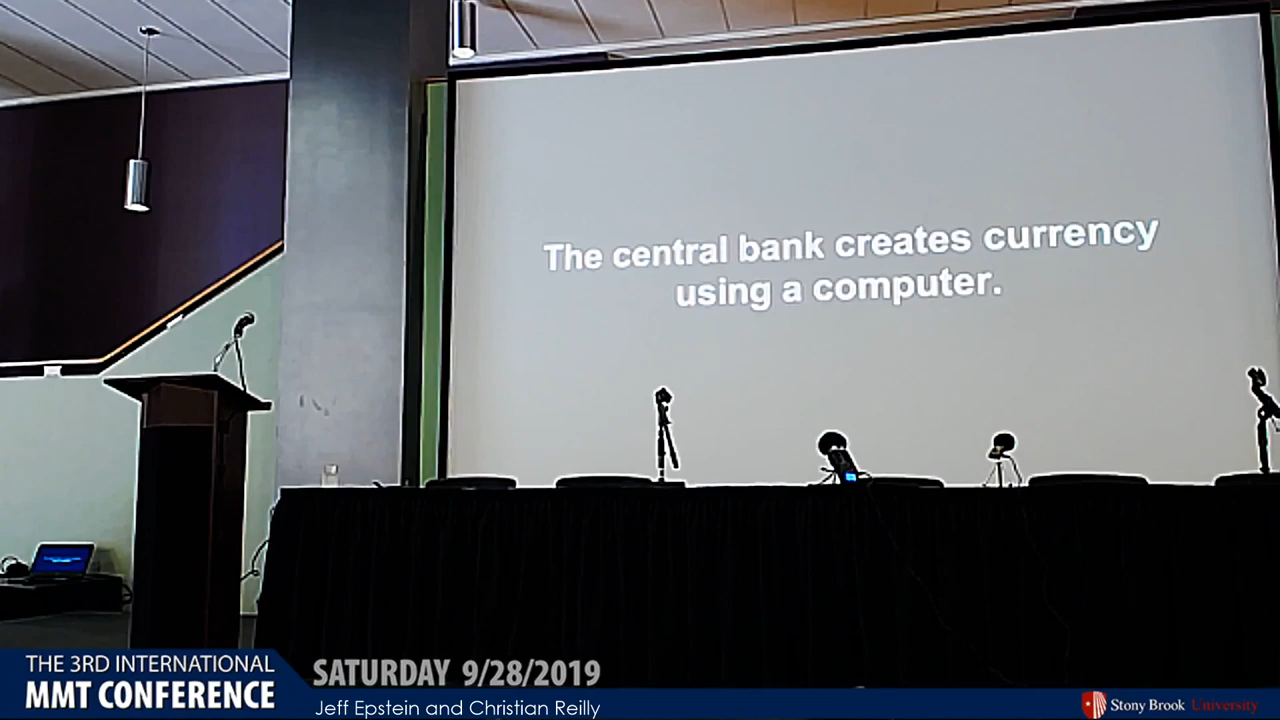 The central bank creates currency
using a computer.
THE 3RD INTERNATIONAL
MMT CONFERENCE
SATURDAY 9/28/2019
Jeff Epstein and Christian Reilly
Stony Brook University